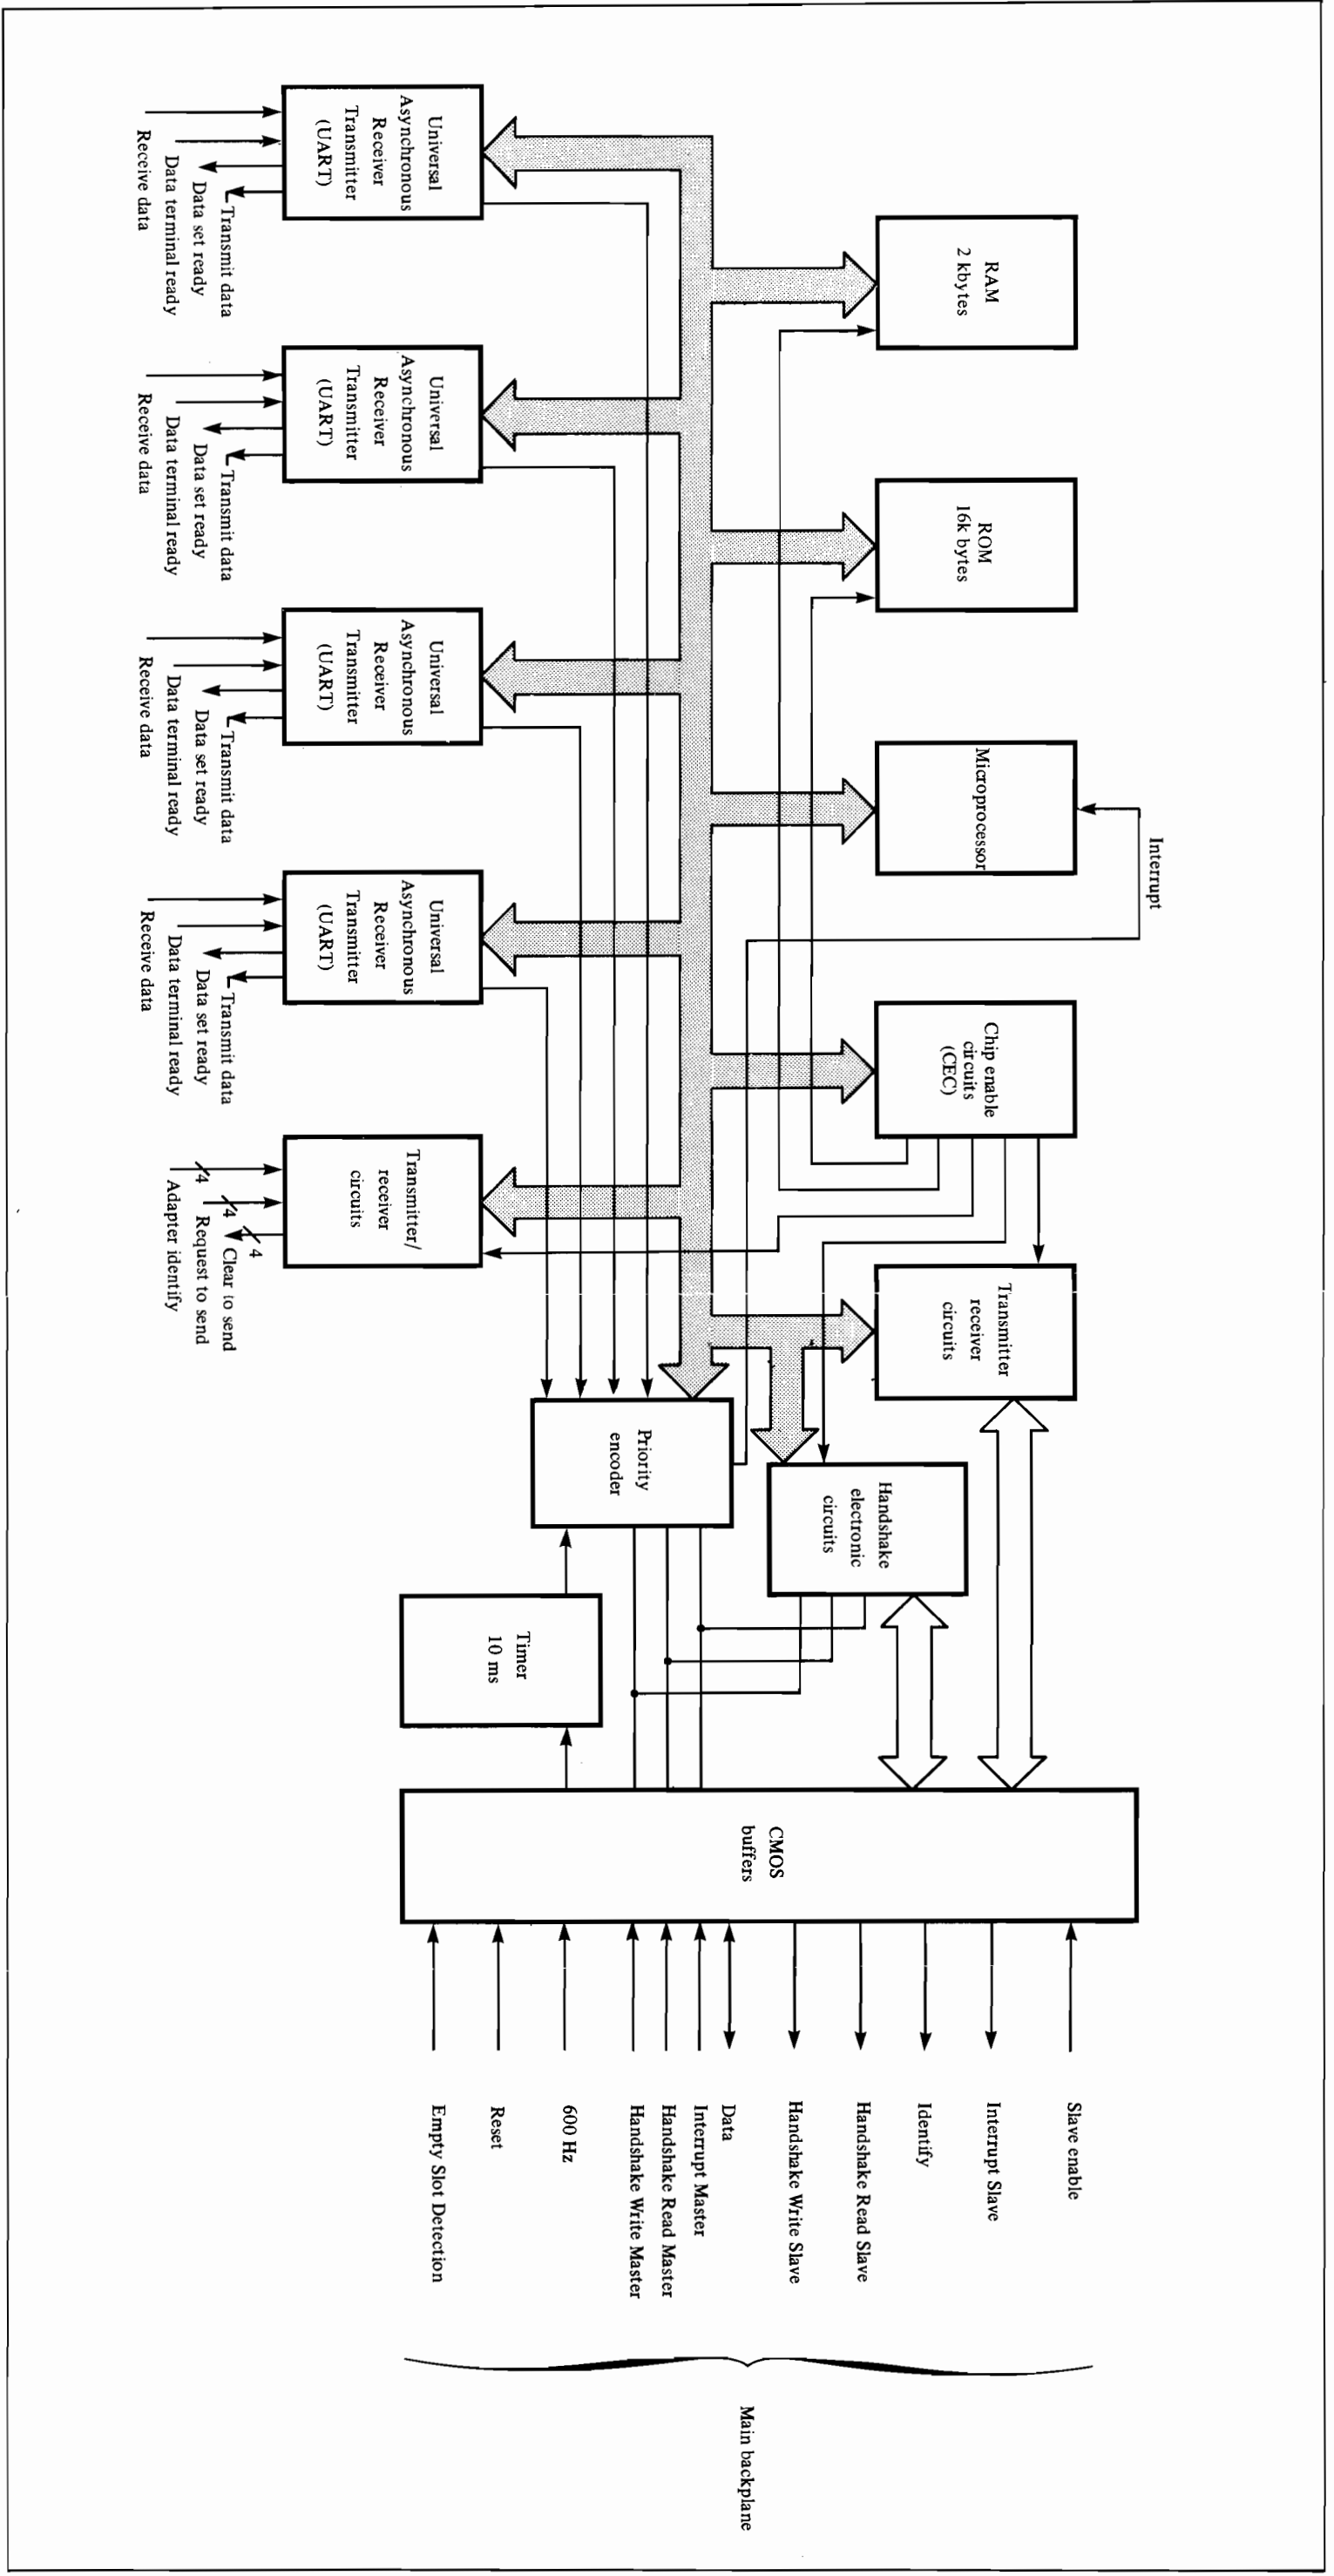 Interrupt
RAM
2 kbytes
ROM
16k bytes
Microprocessor
Chip enable
circuits
(CEC)
Transmitter
receiver
circuits
Handshake
electronic
circuits
Priority
encoder
Timer
10 ms
CMOS
buffers
Slave enable
Interrupt Slave
Identify
Handshake Read Slave
Handshake Write Slave
Data
Interrupt Master
Handshake Read Master
Handshake Write Master
600 Hz
Reset
Empty Slot Detection
Main backplane
Universal
Asynchronous
Receiver
Transmitter
(UART)
Transmit data
Data set ready
Data terminal ready
Receive data
Universal
Asynchronous
Receiver
Transmitter
(UART)
Transmit data
Data set ready
Data terminal ready
Receive data
Universal
Asynchronous
Receiver
Transmitter
(UART)
Transmit data
Data set ready
Data terminal ready
Receive data
Universal
Asynchronous
Receiver
Transmitter
(UART)
Transmit data
Data set ready
Data terminal ready
Receive data
Transmitter/
receiver
circuits
4
Clear to send
4
Request to send
4
Adapter identify